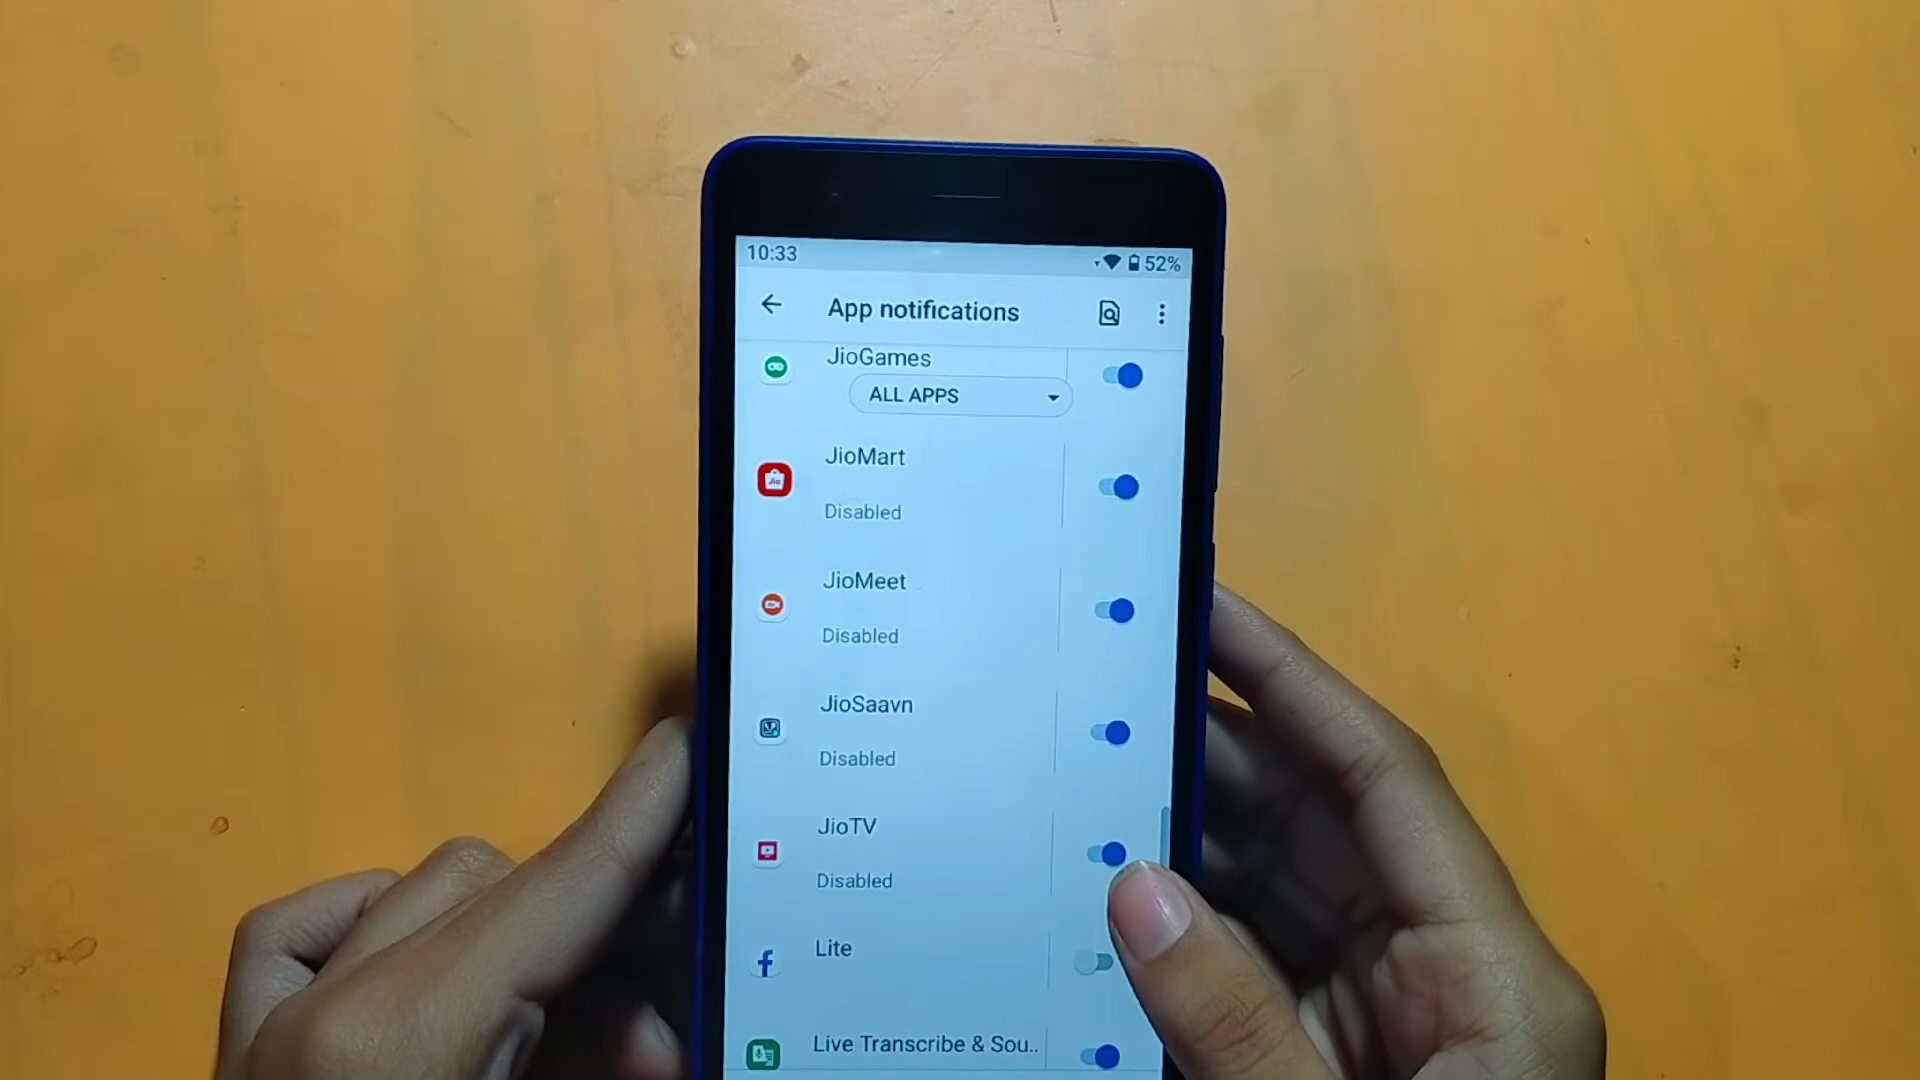 10:33
52%
App notifications
JioGames
ALL APPS
JioMart
Jio
Disabled
JioMeet
Disabled
JioSaavn
Disabled
JioTV
Disabled
Lite
Live Transcribe & Sou..